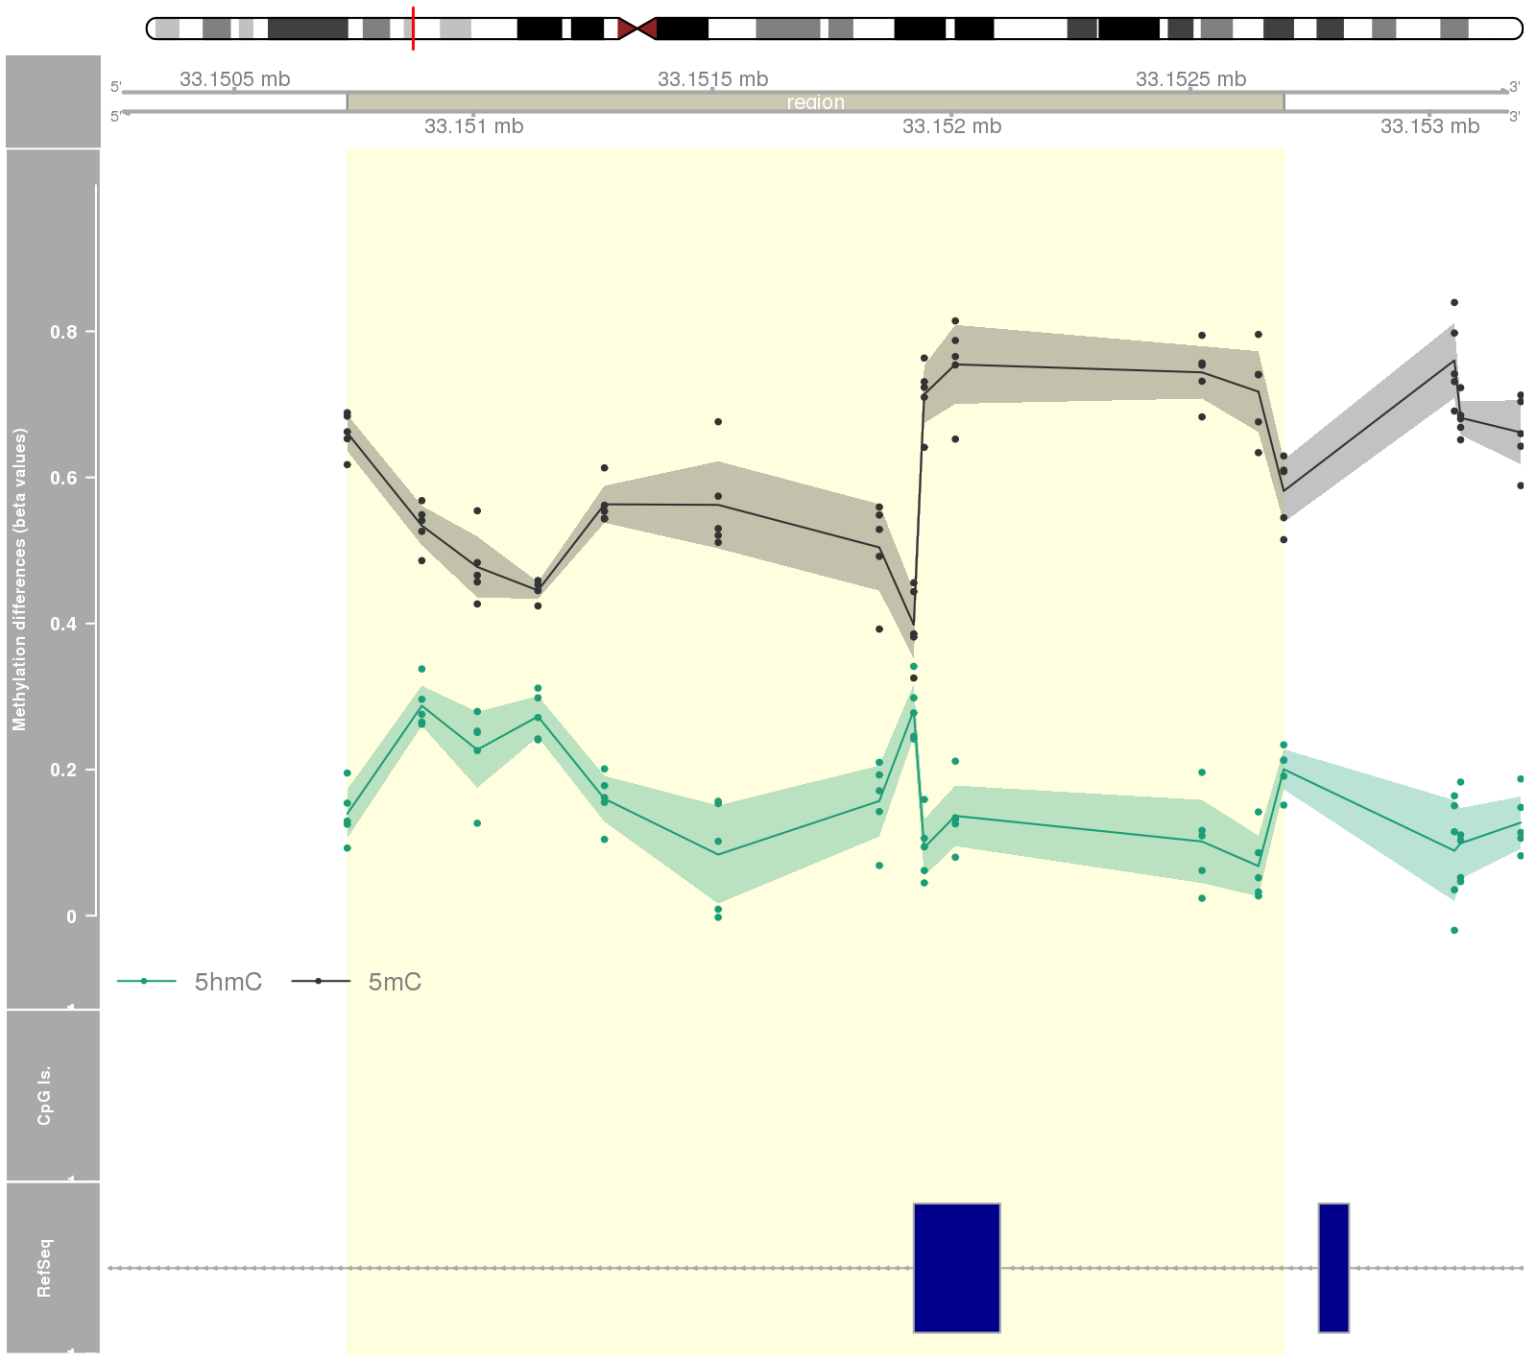 33.1505 mb 33.1515 mb 33.1525 mb
5' 3'
region
5' 3'
33.151 mb 33.152 mb 33.153 mb
Methylation differences (beta values)
0.8
0.6
0.4
0.2
0
5hmC 5mC
CpG Is.
RefSeq